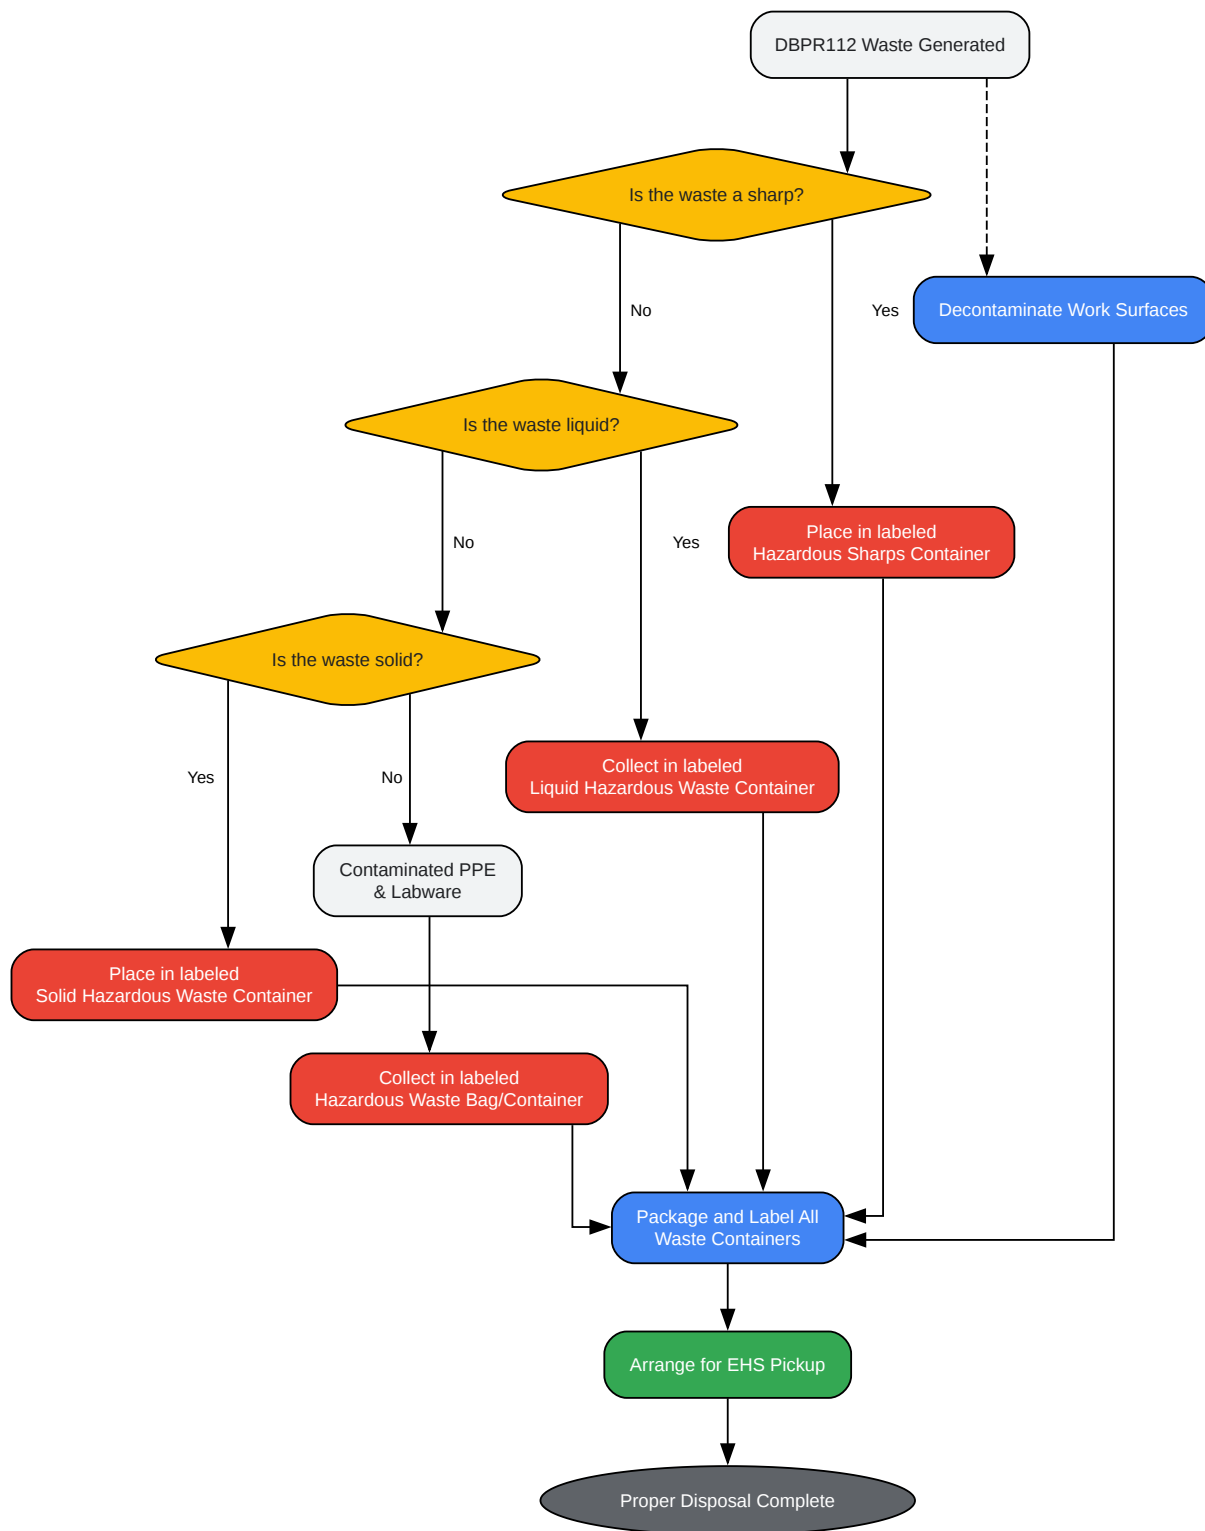 DBPR112 Waste Generated
Is the waste a sharp?
No
Yes
Decontaminate Work Surfaces
Is the waste liquid?
No
Yes
Place in labeled
Hazardous Sharps Container
Is the waste solid?
Yes
No
Collect in labeled
Liquid Hazardous Waste Container
Contaminated PPE
& Labware
Place in labeled
Solid Hazardous Waste Container
Collect in labeled
Hazardous Waste Bag/Container
Package and Label All
Waste Containers
Arrange for EHS Pickup
Proper Disposal Complete